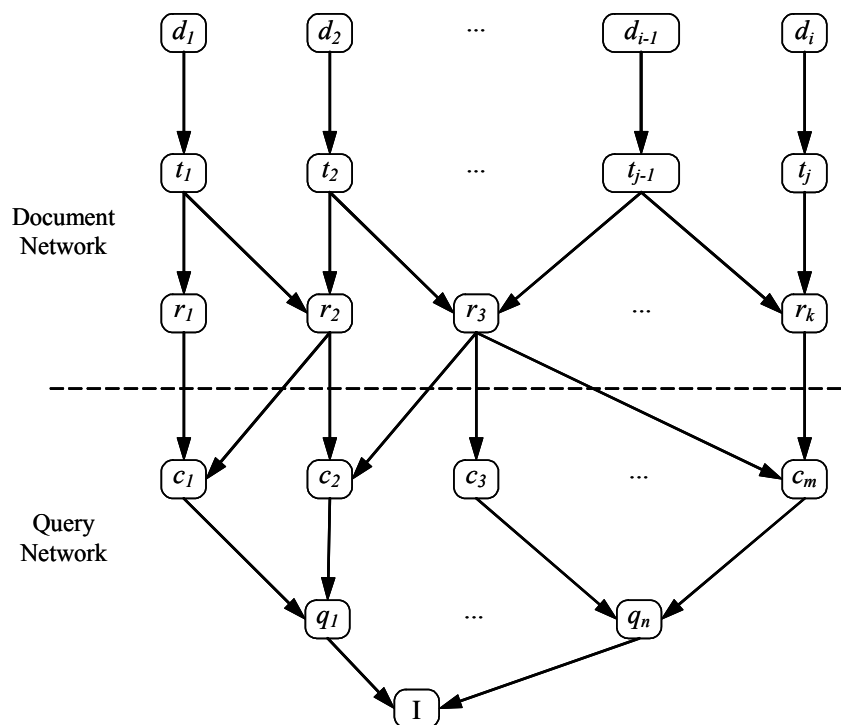 d1 d2 ... di-1 di
t1 t2 ... tj-1 tj
Document
Network
r1 r2 r3 ... rk
c1 c2 c3 ... cm
Query
Network
q1 ... qn
I